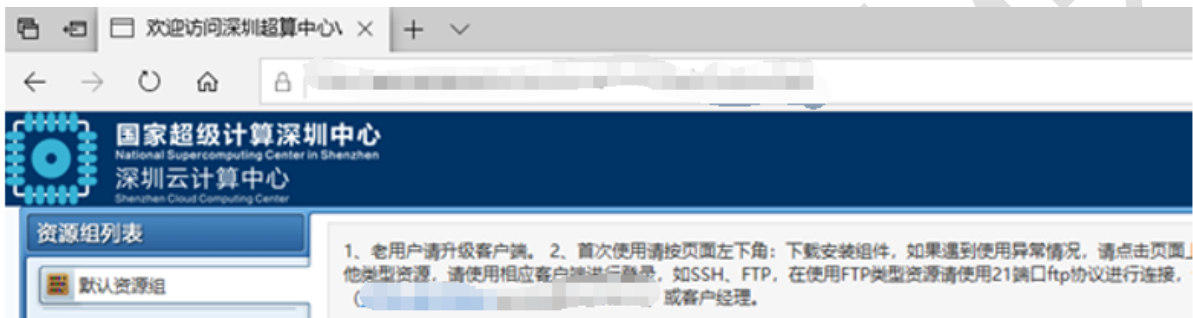 欢迎访问深圳超算中心\
国家超级计算深圳中心
National Supercomputing Center in Shenzhen
深圳云计算中心
Shenzhen Cloud Computing Center
资源组列表
默认资源组
1、老用户请升级客户端。 2、首次使用请按页面左下角：下载安装组件，如果遇到使用异常情况，请点击页面
他类型资源，请使用相应客户端进行登录，如SSH、FTP，在使用FTP类型资源请使用21端口ftp协议进行连接，
或客户经理。